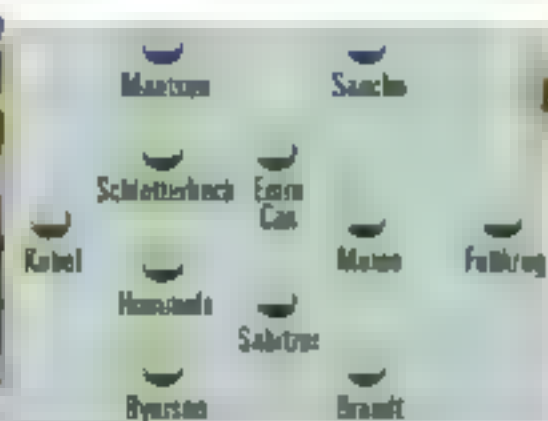 Maatsen
Sancho
Schlotterbeck
Emre
Can
Kobel
Fullkrug
Hummels
Sabitzer
Ryerson
Brandt